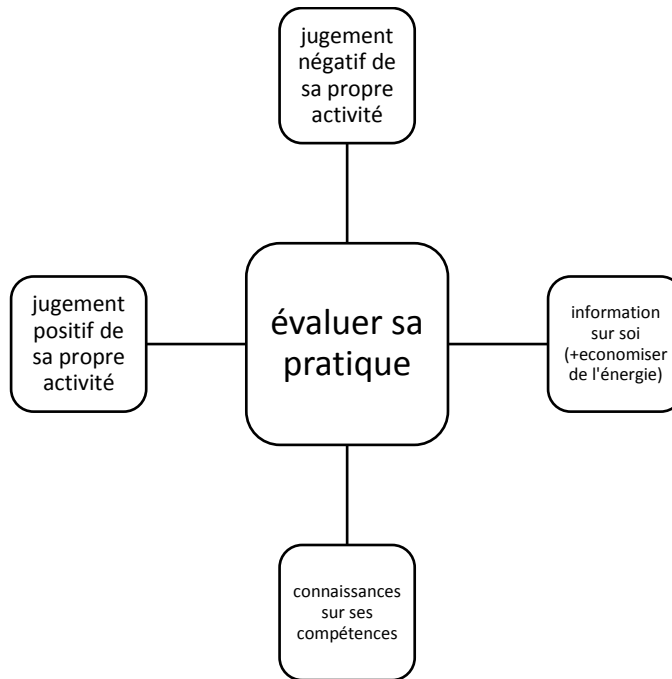 jugement
négatif de
sa propre
activité
jugement
positif de
sa propre
activité
évaluer sa
pratique
information
sur soi
(+economiser
de l'énergie)
connaissances
sur ses
compétences